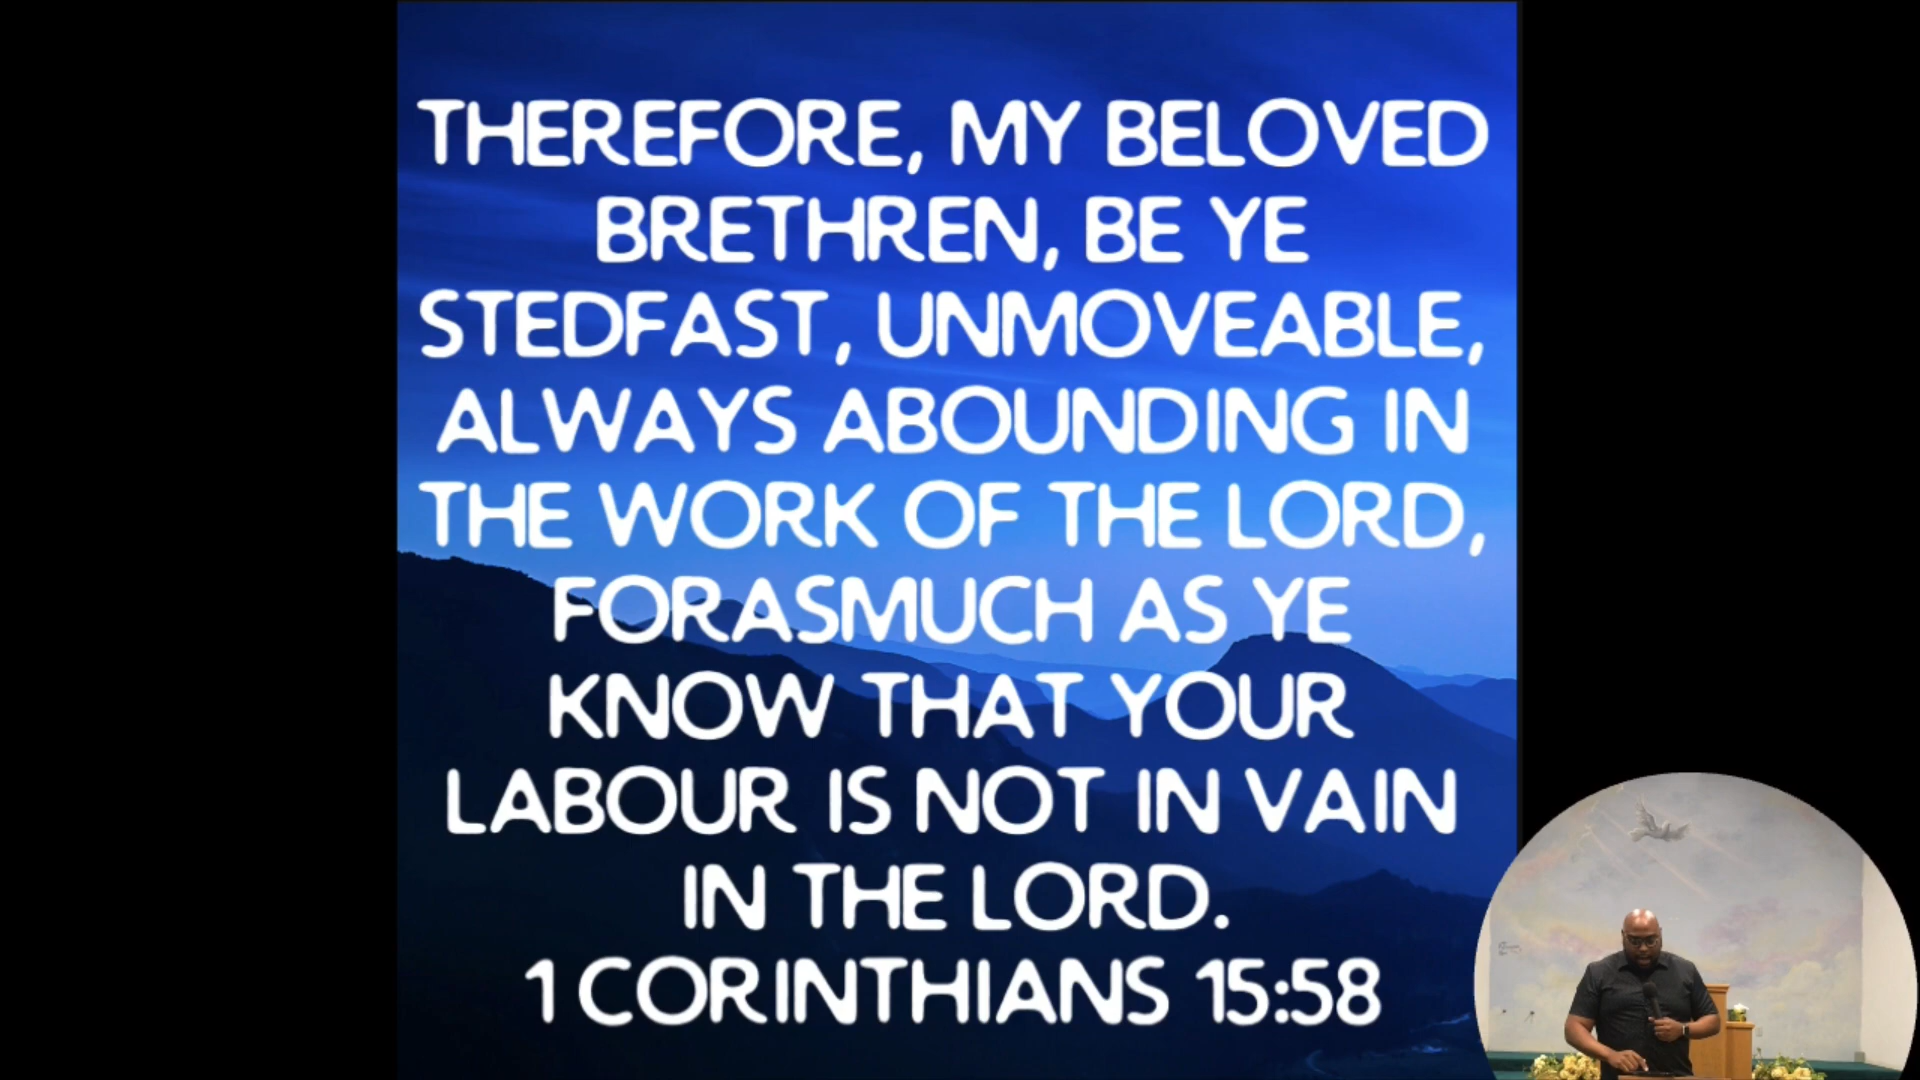 THEREFORE, MY BELOVED
BRETHREN, BE YE
STEDFAST, UNMOVEABLE,
ALWAYS ABOUNDING IN
THE WORK OF THE LORD,
FORASMUCH AS YE
KNOW THAT YOUR
LABOUR IS NOT IN VAIN
IN THE LORD.
1 CORINTHIANS 15:58